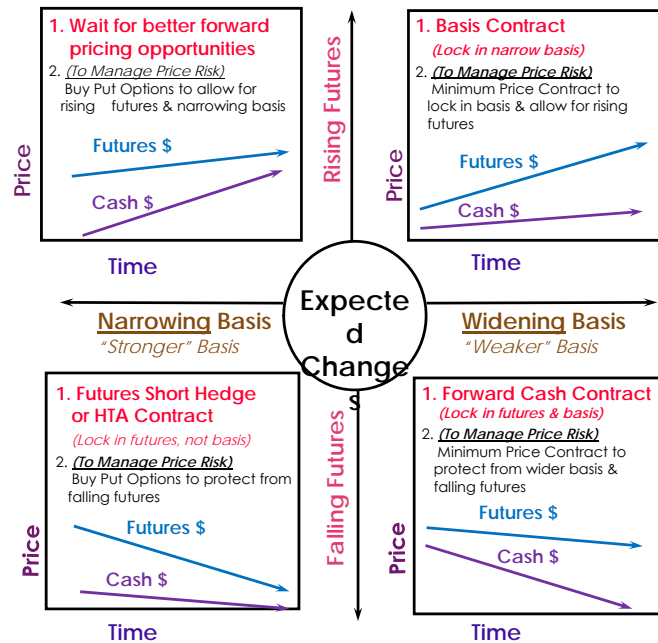 1. Wait for better forward
pricing opportunities
2. (To Manage Price Risk)
Buy Put Options to allow for
rising futures & narrowing basis
Futures $
Cash $
Price
Time
Rising Futures
1. Basis Contract
(Lock in narrow basis)
2. (To Manage Price Risk)
Minimum Price Contract to
lock in basis & allow for rising
futures
Futures $
Cash $
Price
Time
Expecte
d
Change
s
Narrowing Basis
"Stronger" Basis
Widening Basis
"Weaker" Basis
1. Futures Short Hedge
or HTA Contract
(Lock in futures, not basis)
2. (To Manage Price Risk)
Buy Put Options to protect from
falling futures
Futures $
Cash $
Price
Time
Falling Futures
1. Forward Cash Contract
(Lock in futures & basis)
2. (To Manage Price Risk)
Minimum Price Contract to
protect from wider basis &
falling futures
Futures $
Cash $
Price
Time